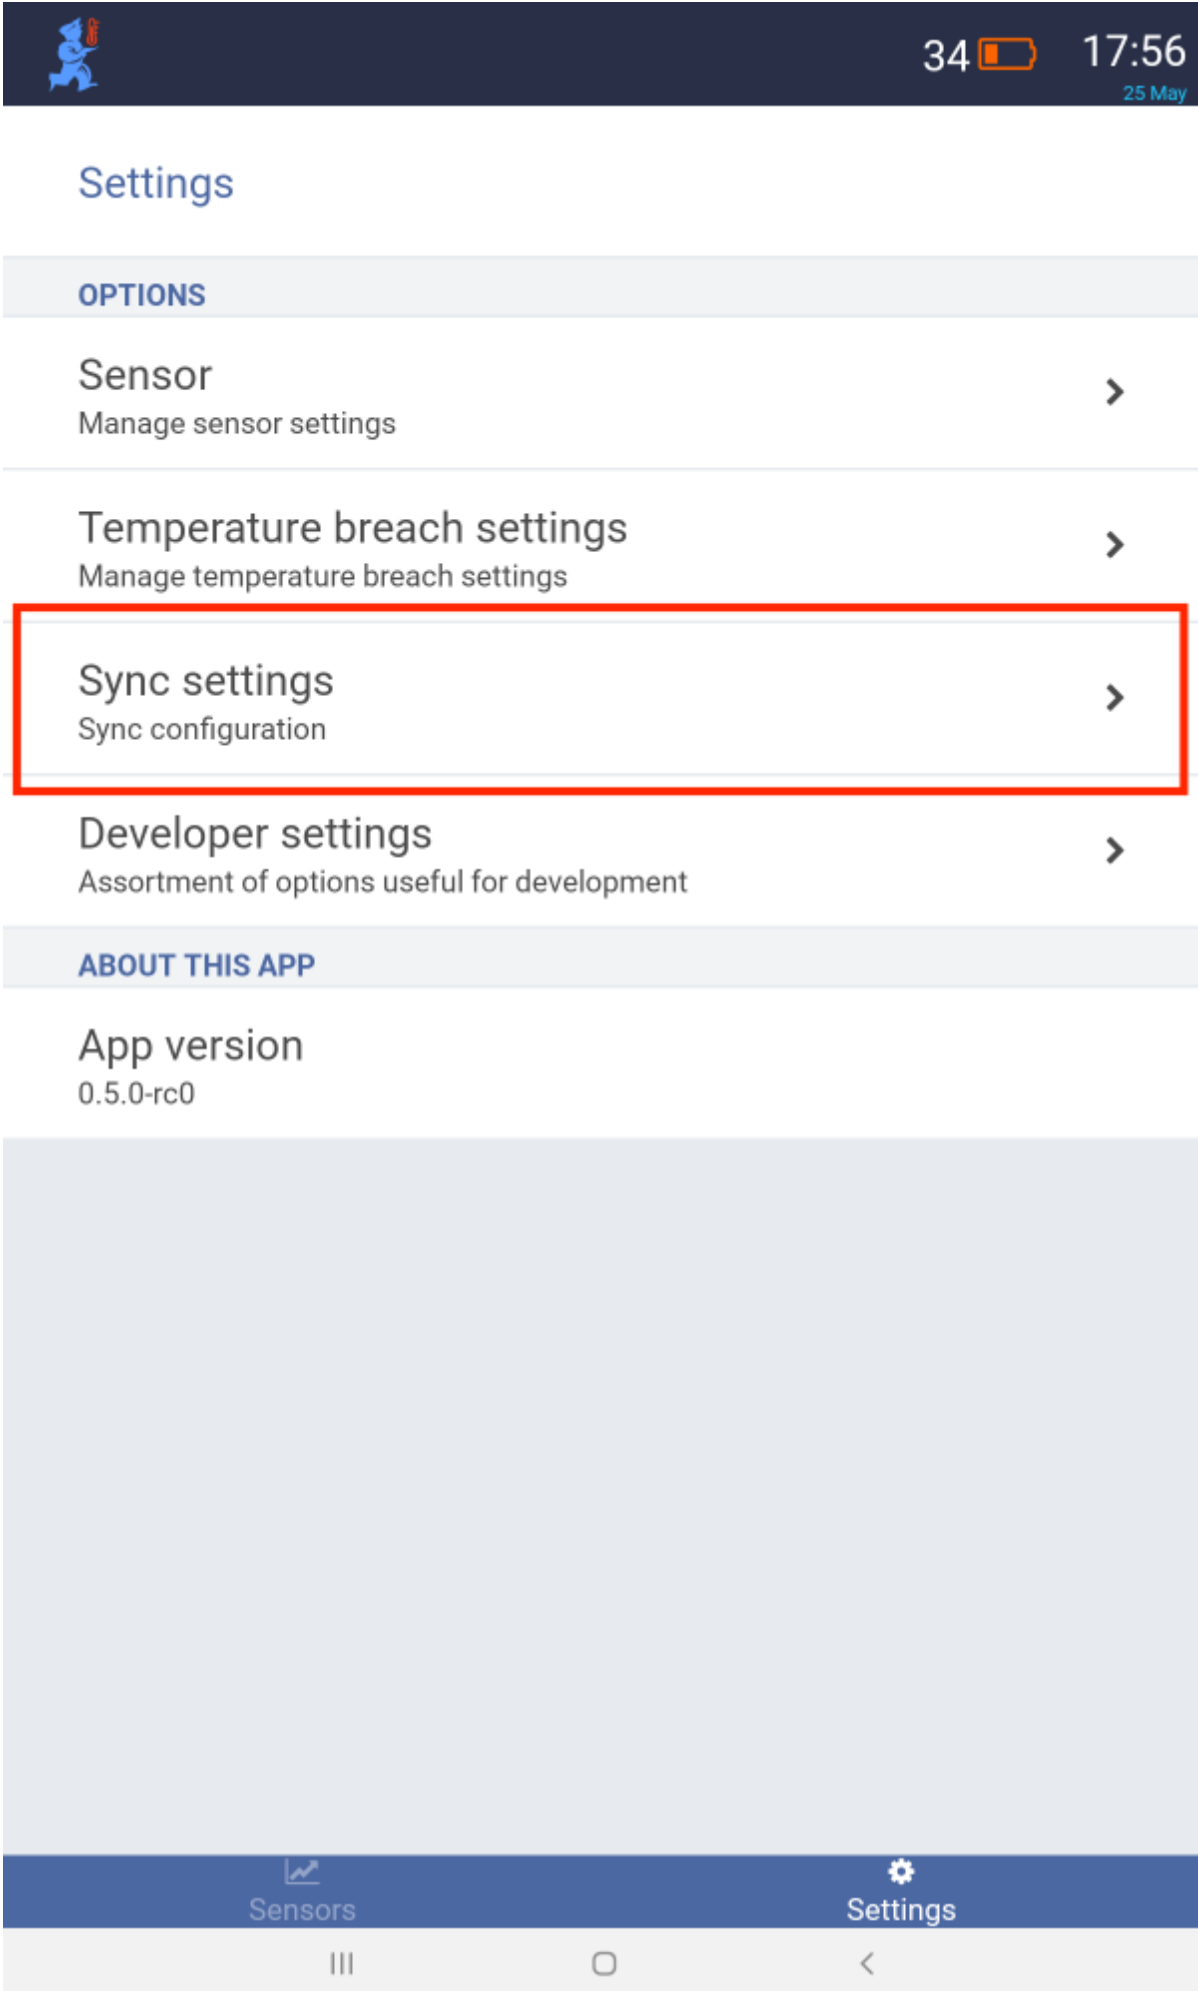 34
17:56
25 May
Settings
OPTIONS
Sensor
Manage sensor settings
Temperature breach settings
Manage temperature breach settings
Sync settings
Sync configuration
Developer settings
Assortment of options useful for development
ABOUT THIS APP
App version
0.5.0-rc0
Sensors
Settings